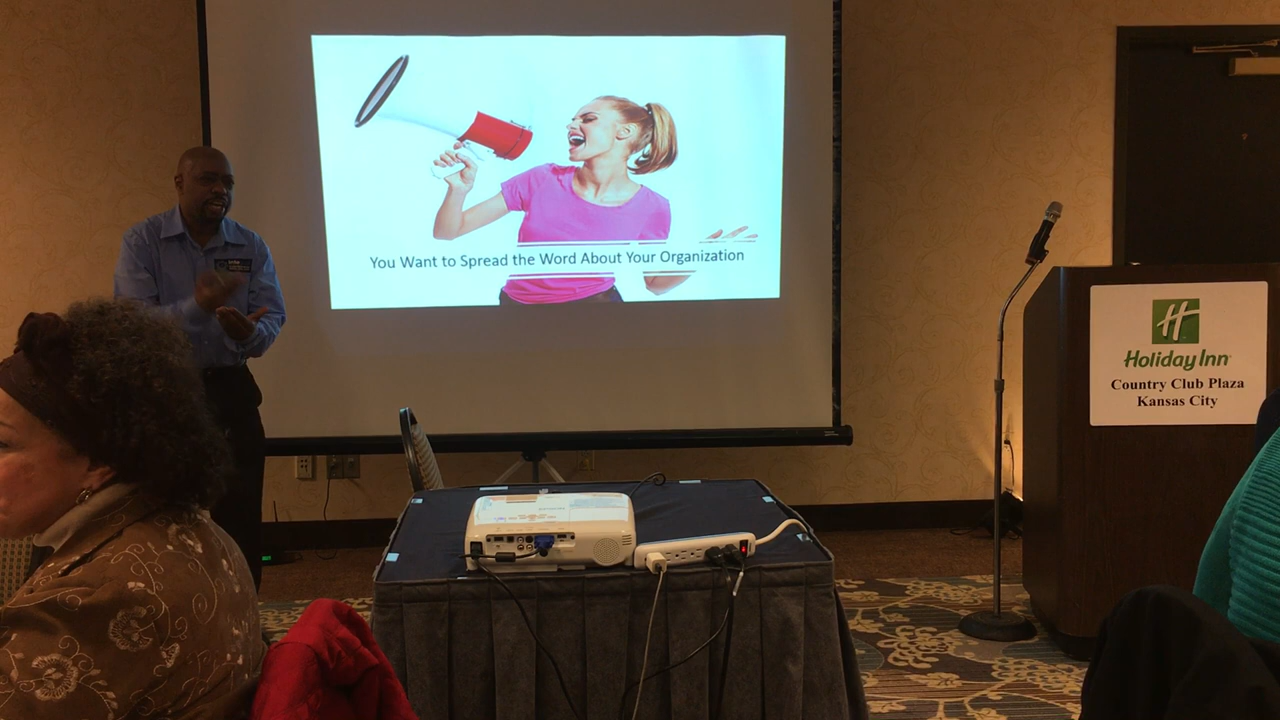 You Want to Spread the Word About Your Organization
H
Holiday Inn
Country Club Plaza
Kansas City